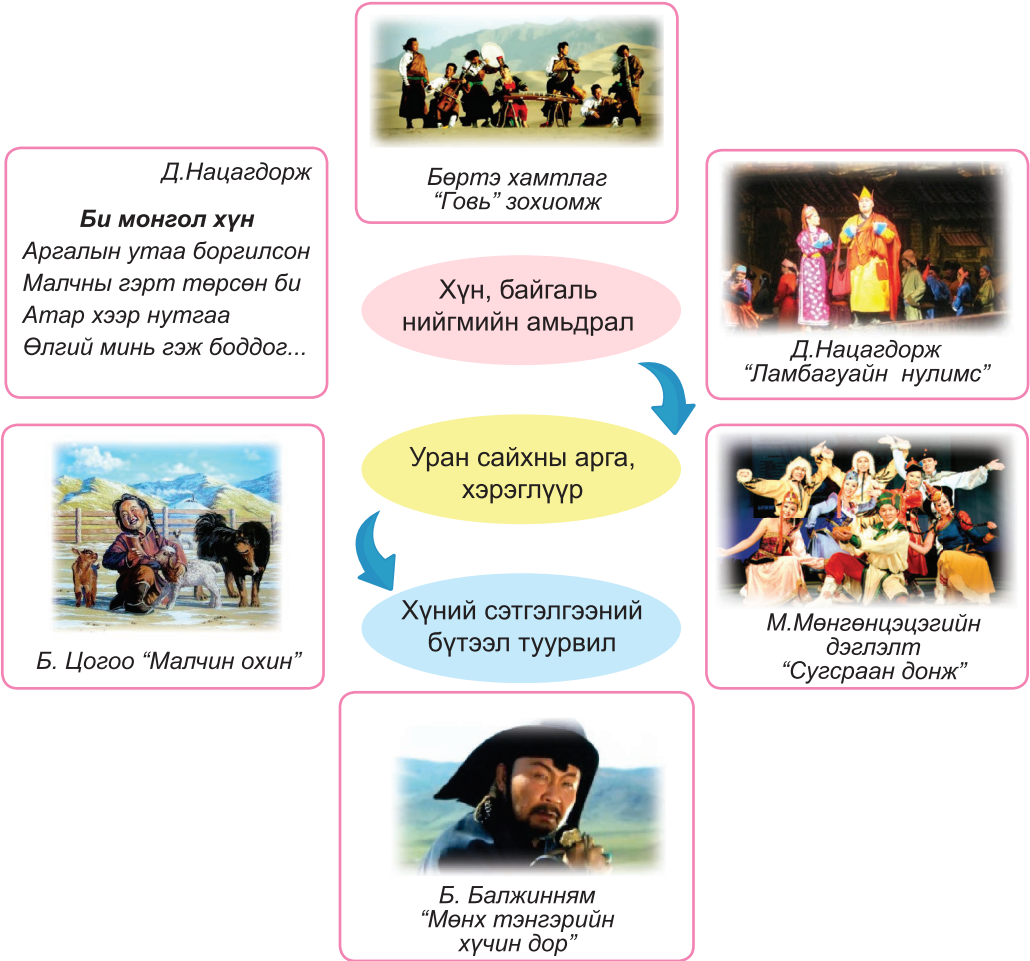 Бөртэ хамтлаг
“Говь” зохиомж
Д.Нацагдорж
Би монгол хүн
Аргалын утаа боргилсон
Малчны гэрт төрсөн би
Атар хээр нутгаа
Өлгий минь гэж боддог...
Хүн, байгаль
нийгмийн амьдрал
Д.Нацагдорж
“Ламбагуайн нулимс”
Уран сайхны арга,
хэрэглүүр
Б. Цогоо “Малчин охин”
Хүний сэтгэлгээний
бүтээл туурвил
М.Мөнгөнцэцэгийн
дэглэлт
“Сугсраан донж”
Б. Балжинням
“Мөнх тэнгэрийн
хүчин дор”